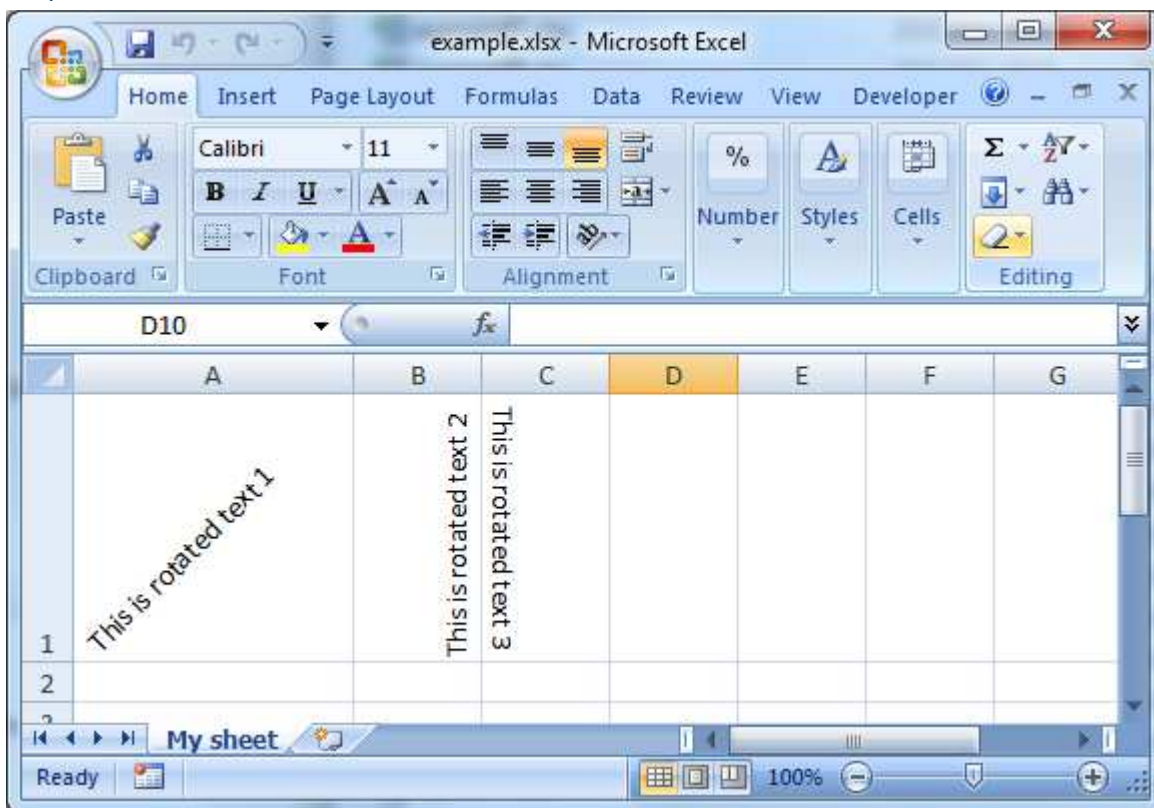 example.xlsx - Microsoft Excel
Home Insert Page Layout Formulas Data Review View Developer
Calibri 11
B I U A A
Paste
% Number Styles Cells
Σ
Clipboard Font Alignment Editing
D10 fx
A B C D E F G
This is rotated text 1
This is rotated text 2
This is rotated text 3
1
2
My sheet
Ready 100%